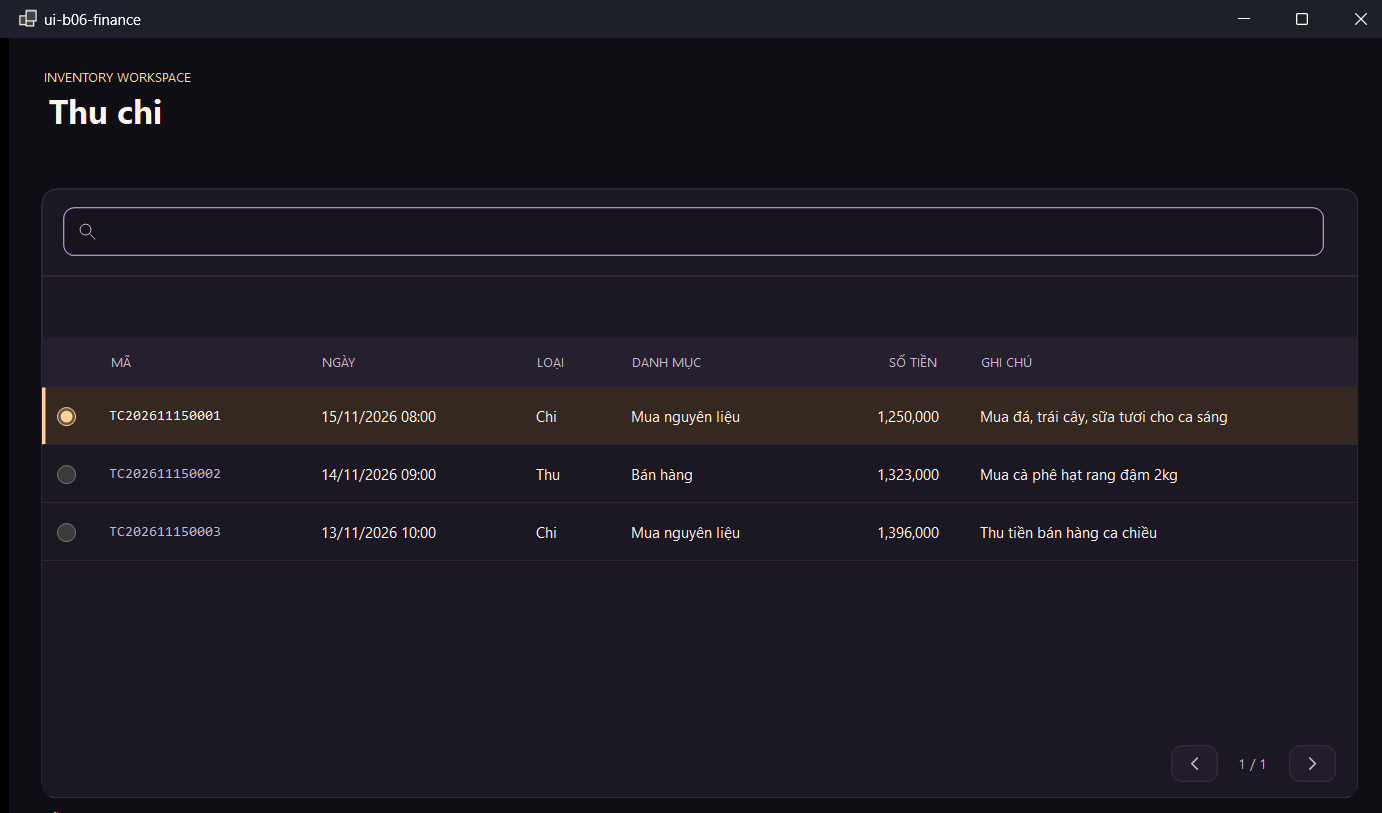 ui-b06-finance
INVENTORY WORKSPACE
Thu chi
MÃ NGÀY LOẠI DANH MỤC SỐ TIỀN GHI CHÚ
TC202611150001 15/11/2026 08:00 Chi Mua nguyên liệu 1,250,000 Mua đá, trái cây, sữa tươi cho ca sáng
TC202611150002 14/11/2026 09:00 Thu Bán hàng 1,323,000 Mua cà phê hạt rang đậm 2kg
TC202611150003 13/11/2026 10:00 Chi Mua nguyên liệu 1,396,000 Thu tiền bán hàng ca chiều
1 / 1